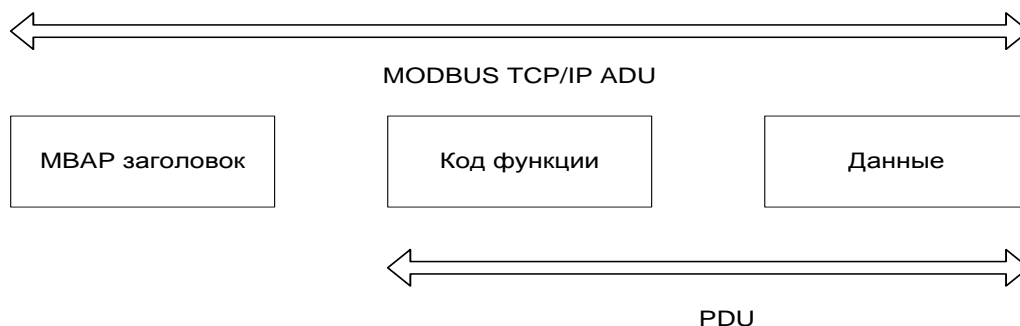 MODBUS TCP/IP ADU
MBAP заголовок
Код функции
Данные
PDU